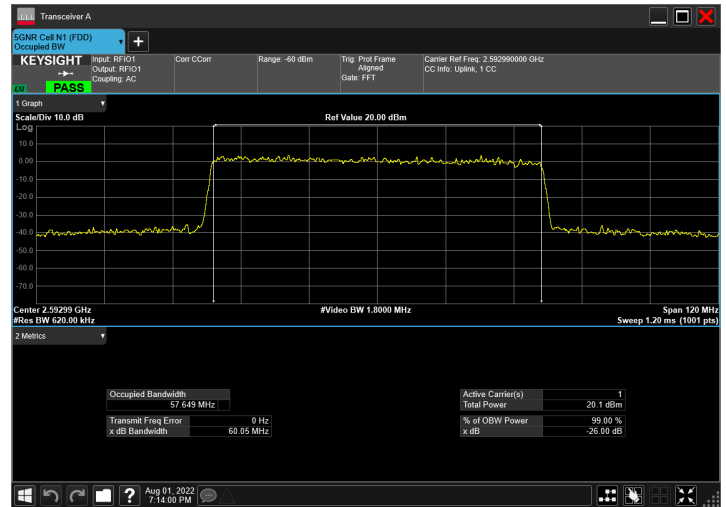 Transceiver A
5GNR Cell N1 (FDD)
Occupied BW
KEYSIGHT
LXI
PASS
Input: RFIO1
Output: RFIO1
Coupling: AC
Corr CCorr
Range: -60 dBm
Trig: Prot Frame
Aligned
Gate: FFT
Carrier Ref Freq: 2.592990000 GHz
CC Info: Uplink, 1 CC
1 Graph
Scale/Div 10.0 dB
Ref Value 20.00 dBm
Log
10.0
0.00
-10.0
-20.0
-30.0
-40.0
-50.0
-60.0
-70.0
Center 2.59299 GHz
#Video BW 1.8000 MHz
Span 120 MHz
#Res BW 620.00 kHz
Sweep 1.20 ms (1001 pts)
2 Metrics
Occupied Bandwidth
57.649 MHz
Active Carrier(s) 1
Total Power 20.1 dBm
Transmit Freq Error 0 Hz
x dB Bandwidth 60.05 MHz
% of OBW Power 99.00 %
x dB -26.00 dB
?
Aug 01, 2022
7:14:00 PM